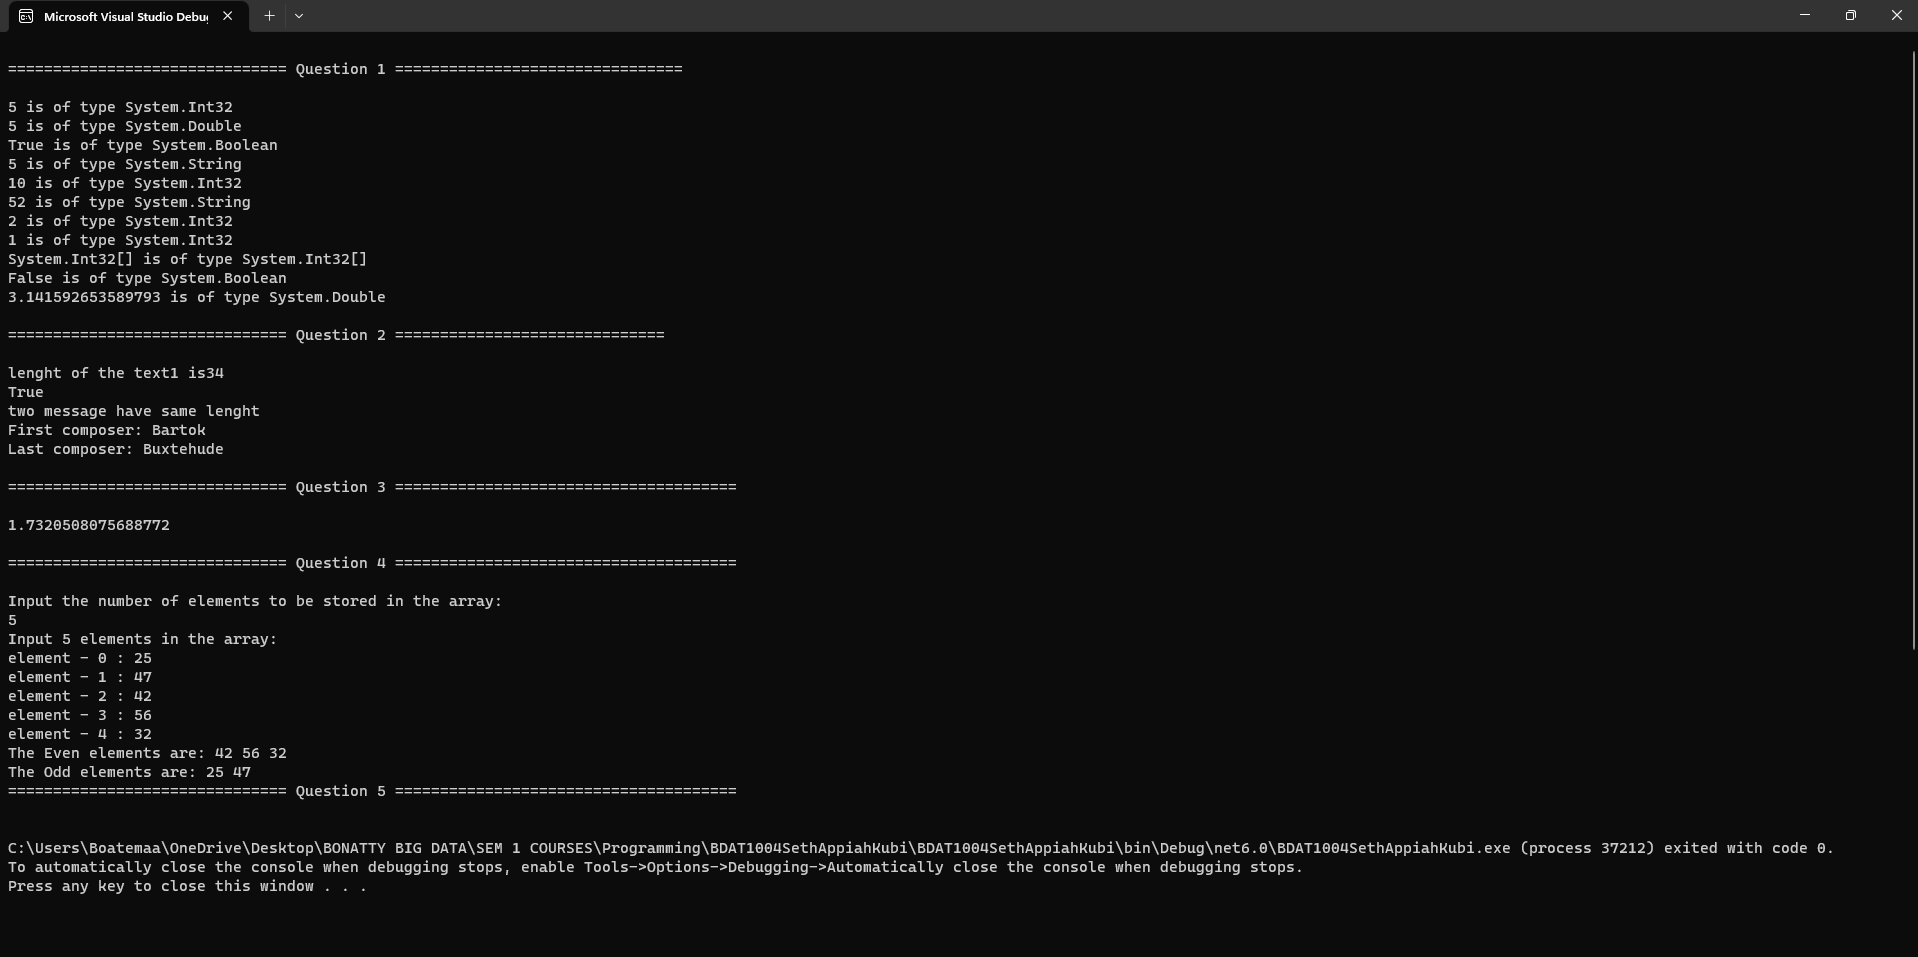 Microsoft Visual Studio Debu
=============================== Question 1 ================================
5 is of type System.Int32
5 is of type System.Double
True is of type System.Boolean
5 is of type System.String
10 is of type System.Int32
52 is of type System.String
2 is of type System.Int32
1 is of type System.Int32
System.Int32[] is of type System.Int32[]
False is of type System.Boolean
3.141592653589793 is of type System.Double
=============================== Question 2 ==============================
lenght of the text1 is34
True
two message have same lenght
First composer: Bartok
Last composer: Buxtehude
=============================== Question 3 ======================================
1.7320508075688772
=============================== Question 4 ======================================
Input the number of elements to be stored in the array:
5
Input 5 elements in the array:
element - 0 : 25
element - 1 : 47
element - 2 : 42
element - 3 : 56
element - 4 : 32
The Even elements are: 42 56 32
The Odd elements are: 25 47
=============================== Question 5 ======================================
C:\Users\Boatemaa\OneDrive\Desktop\BONATTY BIG DATA\SEM 1 COURSES\Programming\BDAT1004SethAppiahKubi\BDAT1004SethAppiahKubi\bin\Debug\net6.0\BDAT1004SethAppiahKubi.exe (process 37212) exited with code 0.
To automatically close the console when debugging stops, enable Tools->Options->Debugging->Automatically close the console when debugging stops.
Press any key to close this window . . .